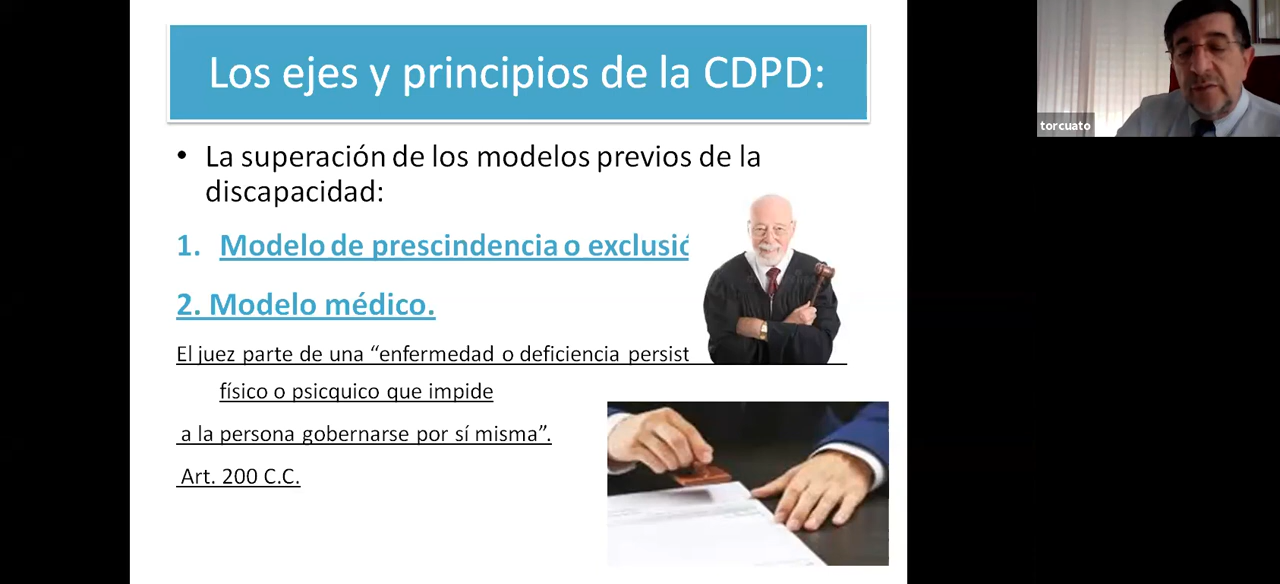 Los ejes y principios de la CDPD:
torcuato
• La superación de los modelos previos de la
discapacidad:
1. Modelo de prescindencia o exclusió
2. Modelo médico.
El juez parte de una “enfermedad o deficiencia persist
físico o psicquico que impide
a la persona gobernarse por sí misma”.
Art. 200 C.C.